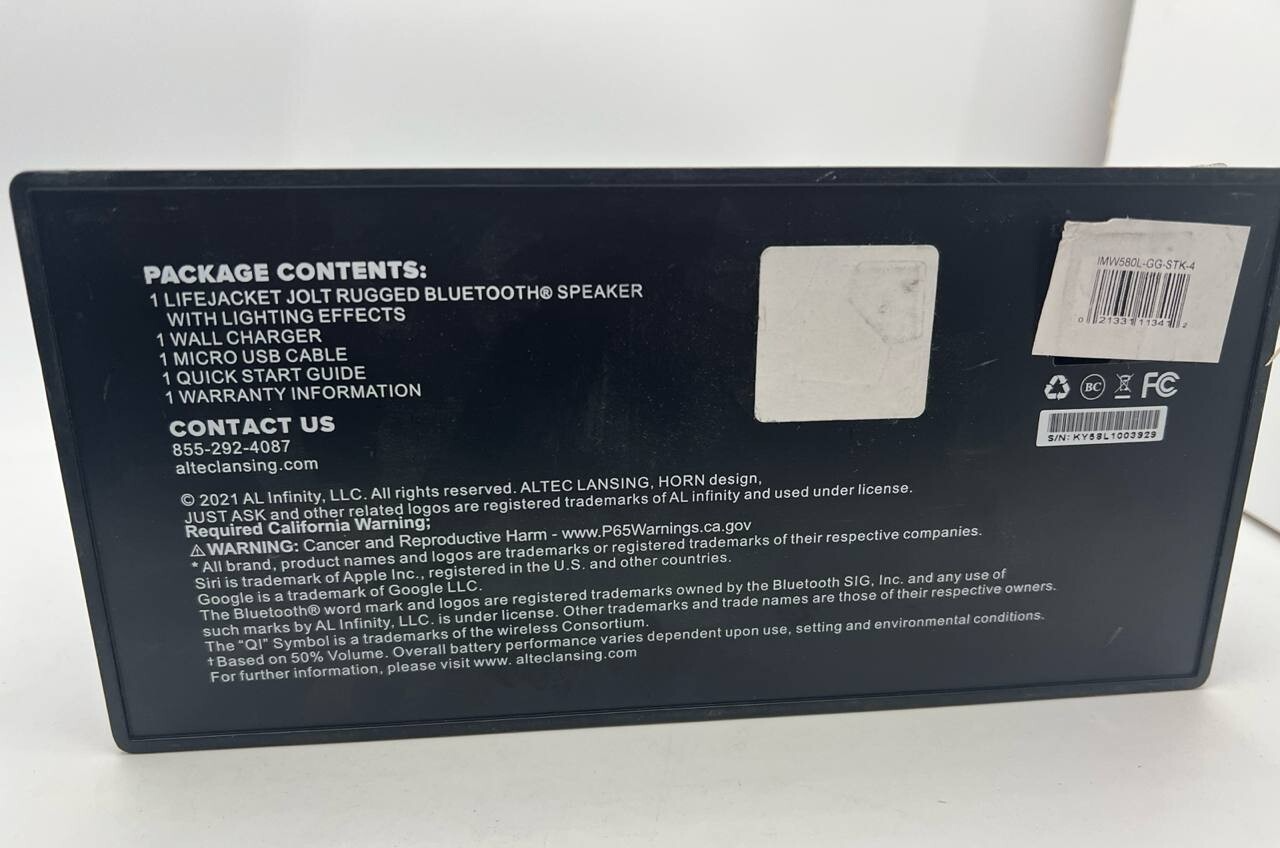 PACKAGE CONTENTS:
1 LIFEJACKET JOLT RUGGED BLUETOOTH® SPEAKER
WITH LIGHTING EFFECTS
1 WALL CHARGER
1 MICRO USB CABLE
1 QUICK START GUIDE
1 WARRANTY INFORMATION
CONTACT US
855-292-4087
alteclansing.com
© 2021 AL Infinity, LLC. All rights reserved. ALTEC LANSING, HORN design,
JUST ASK and other related logos are registered trademarks of AL infinity and used under license.
Required California Warning;
⚠WARNING: Cancer and Reproductive Harm - www.P65Warnings.ca.gov
* All brand, product names and logos are trademarks or registered trademarks of their respective companies.
Siri is trademark of Apple Inc., registered in the U.S. and other countries.
Google is a trademark of Google LLC.
The Bluetooth® word mark and logos are registered trademarks owned by the Bluetooth SIG, Inc. and any use of
such marks by AL Infinity, LLC. is under license. Other trademarks and trade names are those of their respective owners.
The "QI" Symbol is a trademarks of the wireless Consortium.
†Based on 50% Volume. Overall battery performance varies dependent upon use, setting and environmental conditions.
For further information, please visit www. alteclansing.com
IMW580L-GG-STK-4
0 21331 11341 2
BC FC
S/N: KY58L1003929